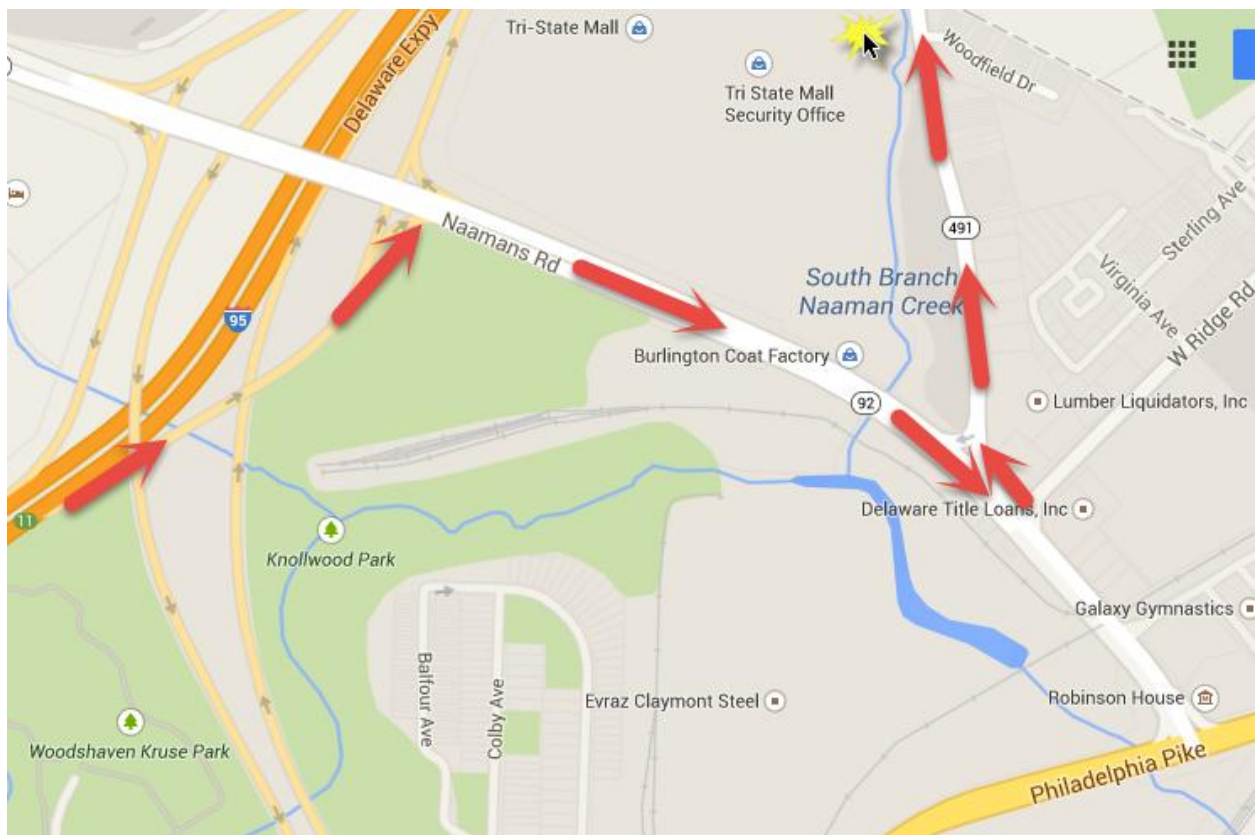 Tri-State Mall
Delaware Expy
Woodfield Dr
Tri State Mall
Security Office
Sterling Ave
Naamans Rd
491
Virginia Ave
South Branch
Naaman Creek
W Ridge Rd
95
Burlington Coat Factory
92
Lumber Liquidators, Inc
11
Delaware Title Loans, Inc
Knollwood Park
Galaxy Gymnastics
Balfour Ave
Colby Ave
Evraz Claymont Steel
Robinson House
Woodshaven Kruse Park
Philadelphia Pike